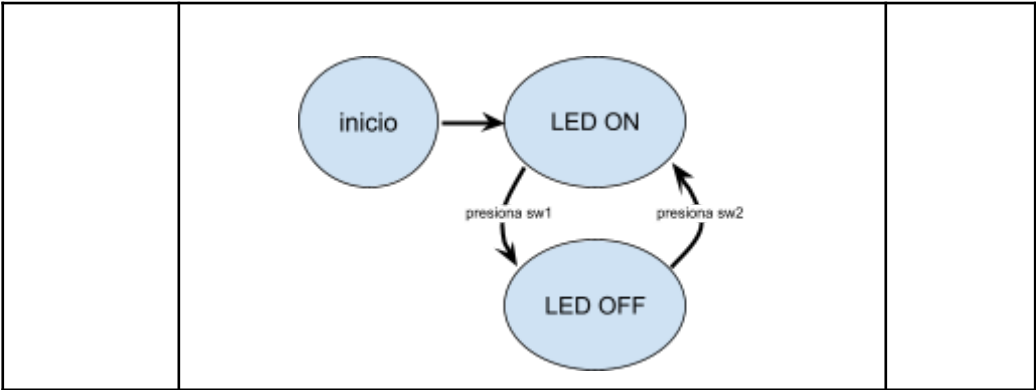 inicio
LED ON
presiona sw1
presiona sw2
LED OFF